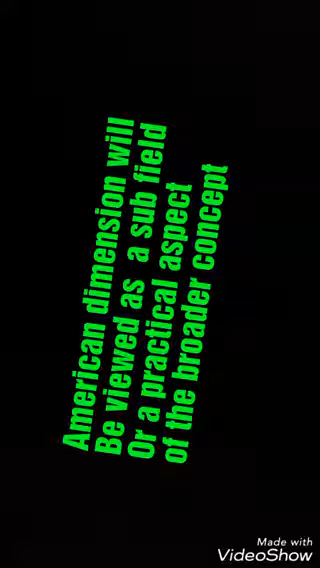 American dimension will
Be viewed as a sub field
Or a practical aspect
of the broader concept
Made with
VideoShow